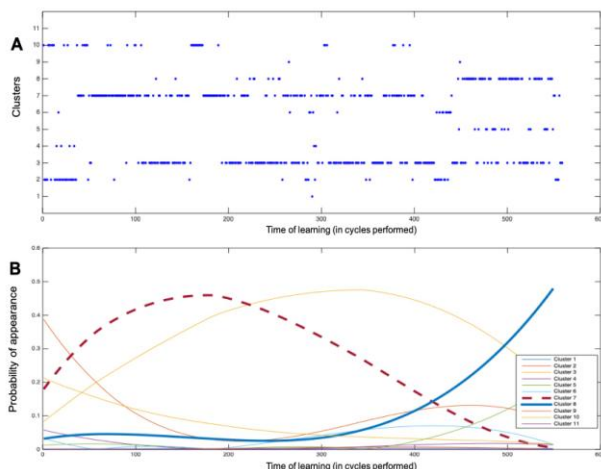 A
Clusters
11
10
9
8
7
6
5
4
3
2
1
0
100
200
300
400
500
600
Time of learning (in cycles performed)
B
Probability of appearance
0.6
0.5
0.4
0.3
0.2
0.1
0
0
100
200
300
400
500
600
Time of learning (in cycles performed)
Cluster 1
Cluster 2
Cluster 3
Cluster 4
Cluster 5
Cluster 6
Cluster 7
Cluster 8
Cluster 9
Cluster 10
Cluster 11